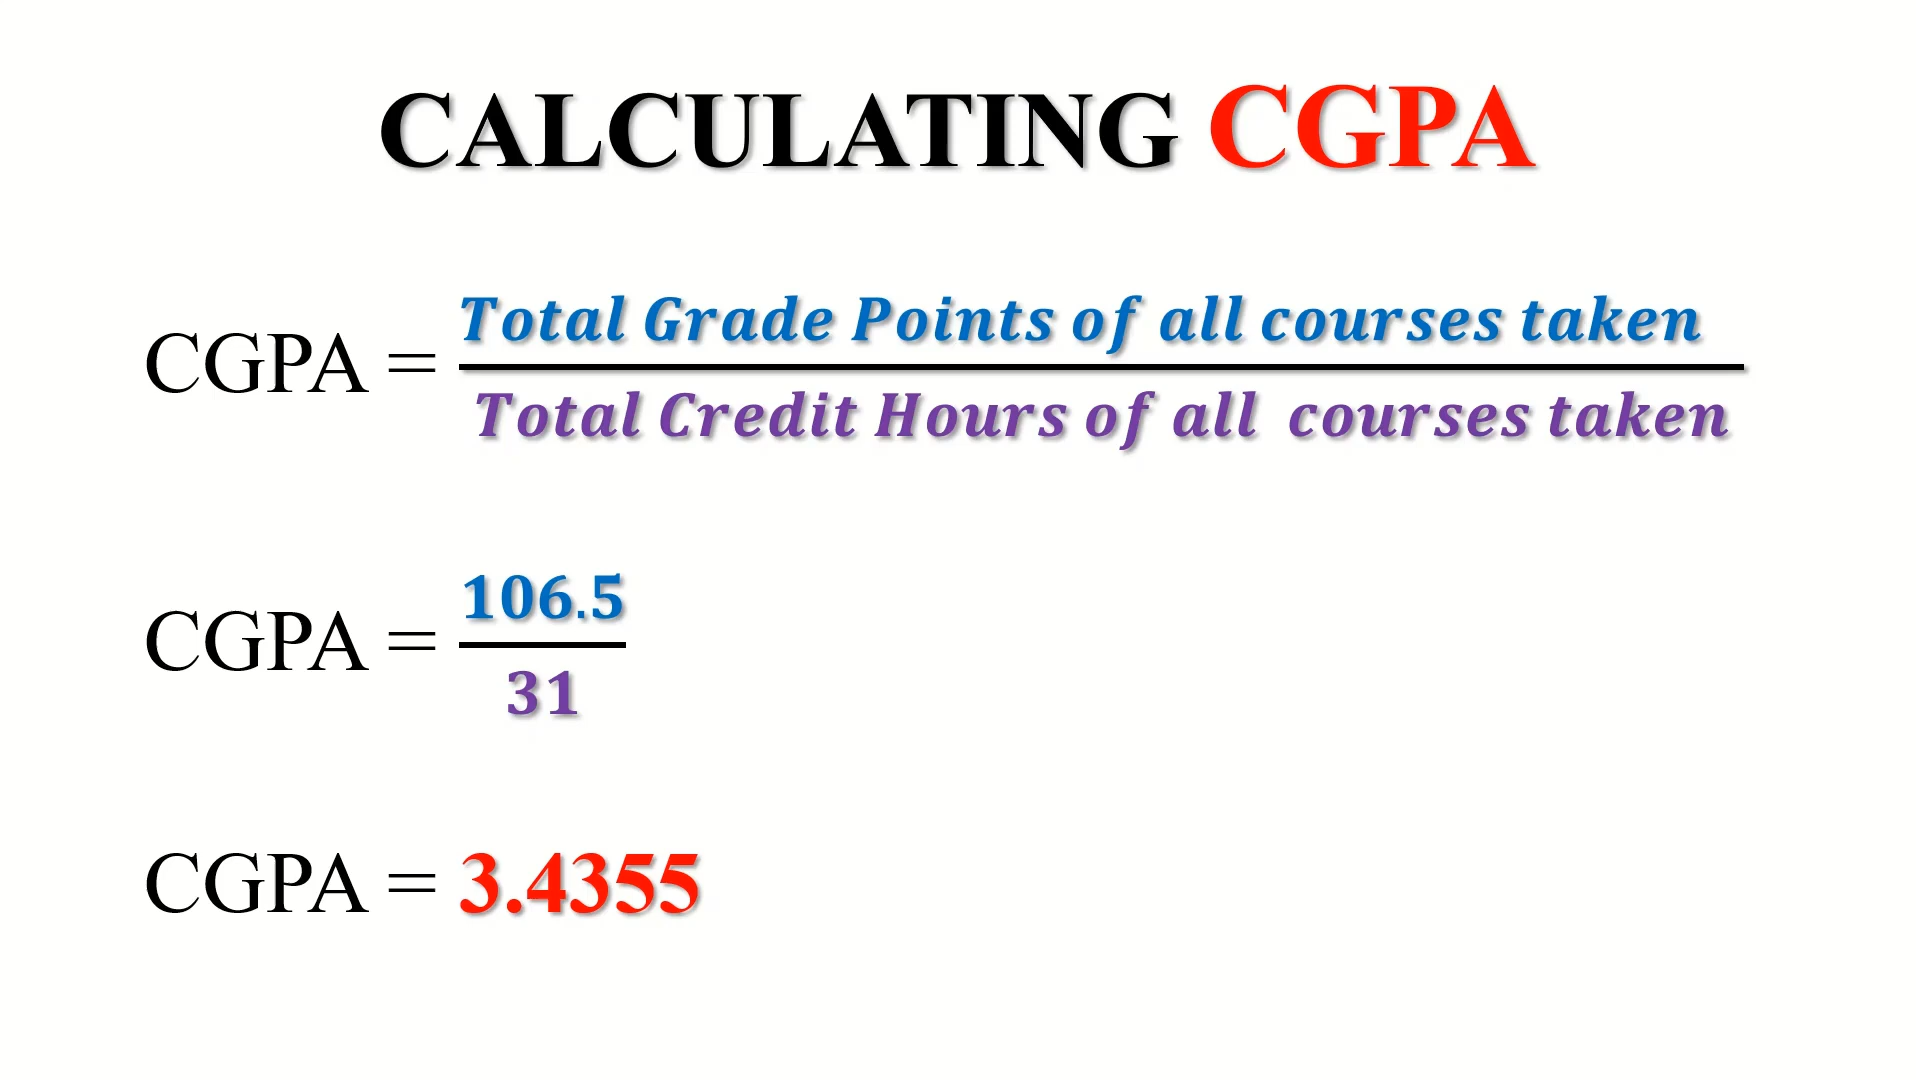 CALCULATING CGPA
CGPA = Total Grade Points of all courses taken / Total Credit Hours of all courses taken
CGPA = 106.5 / 31
CGPA = 3.4355